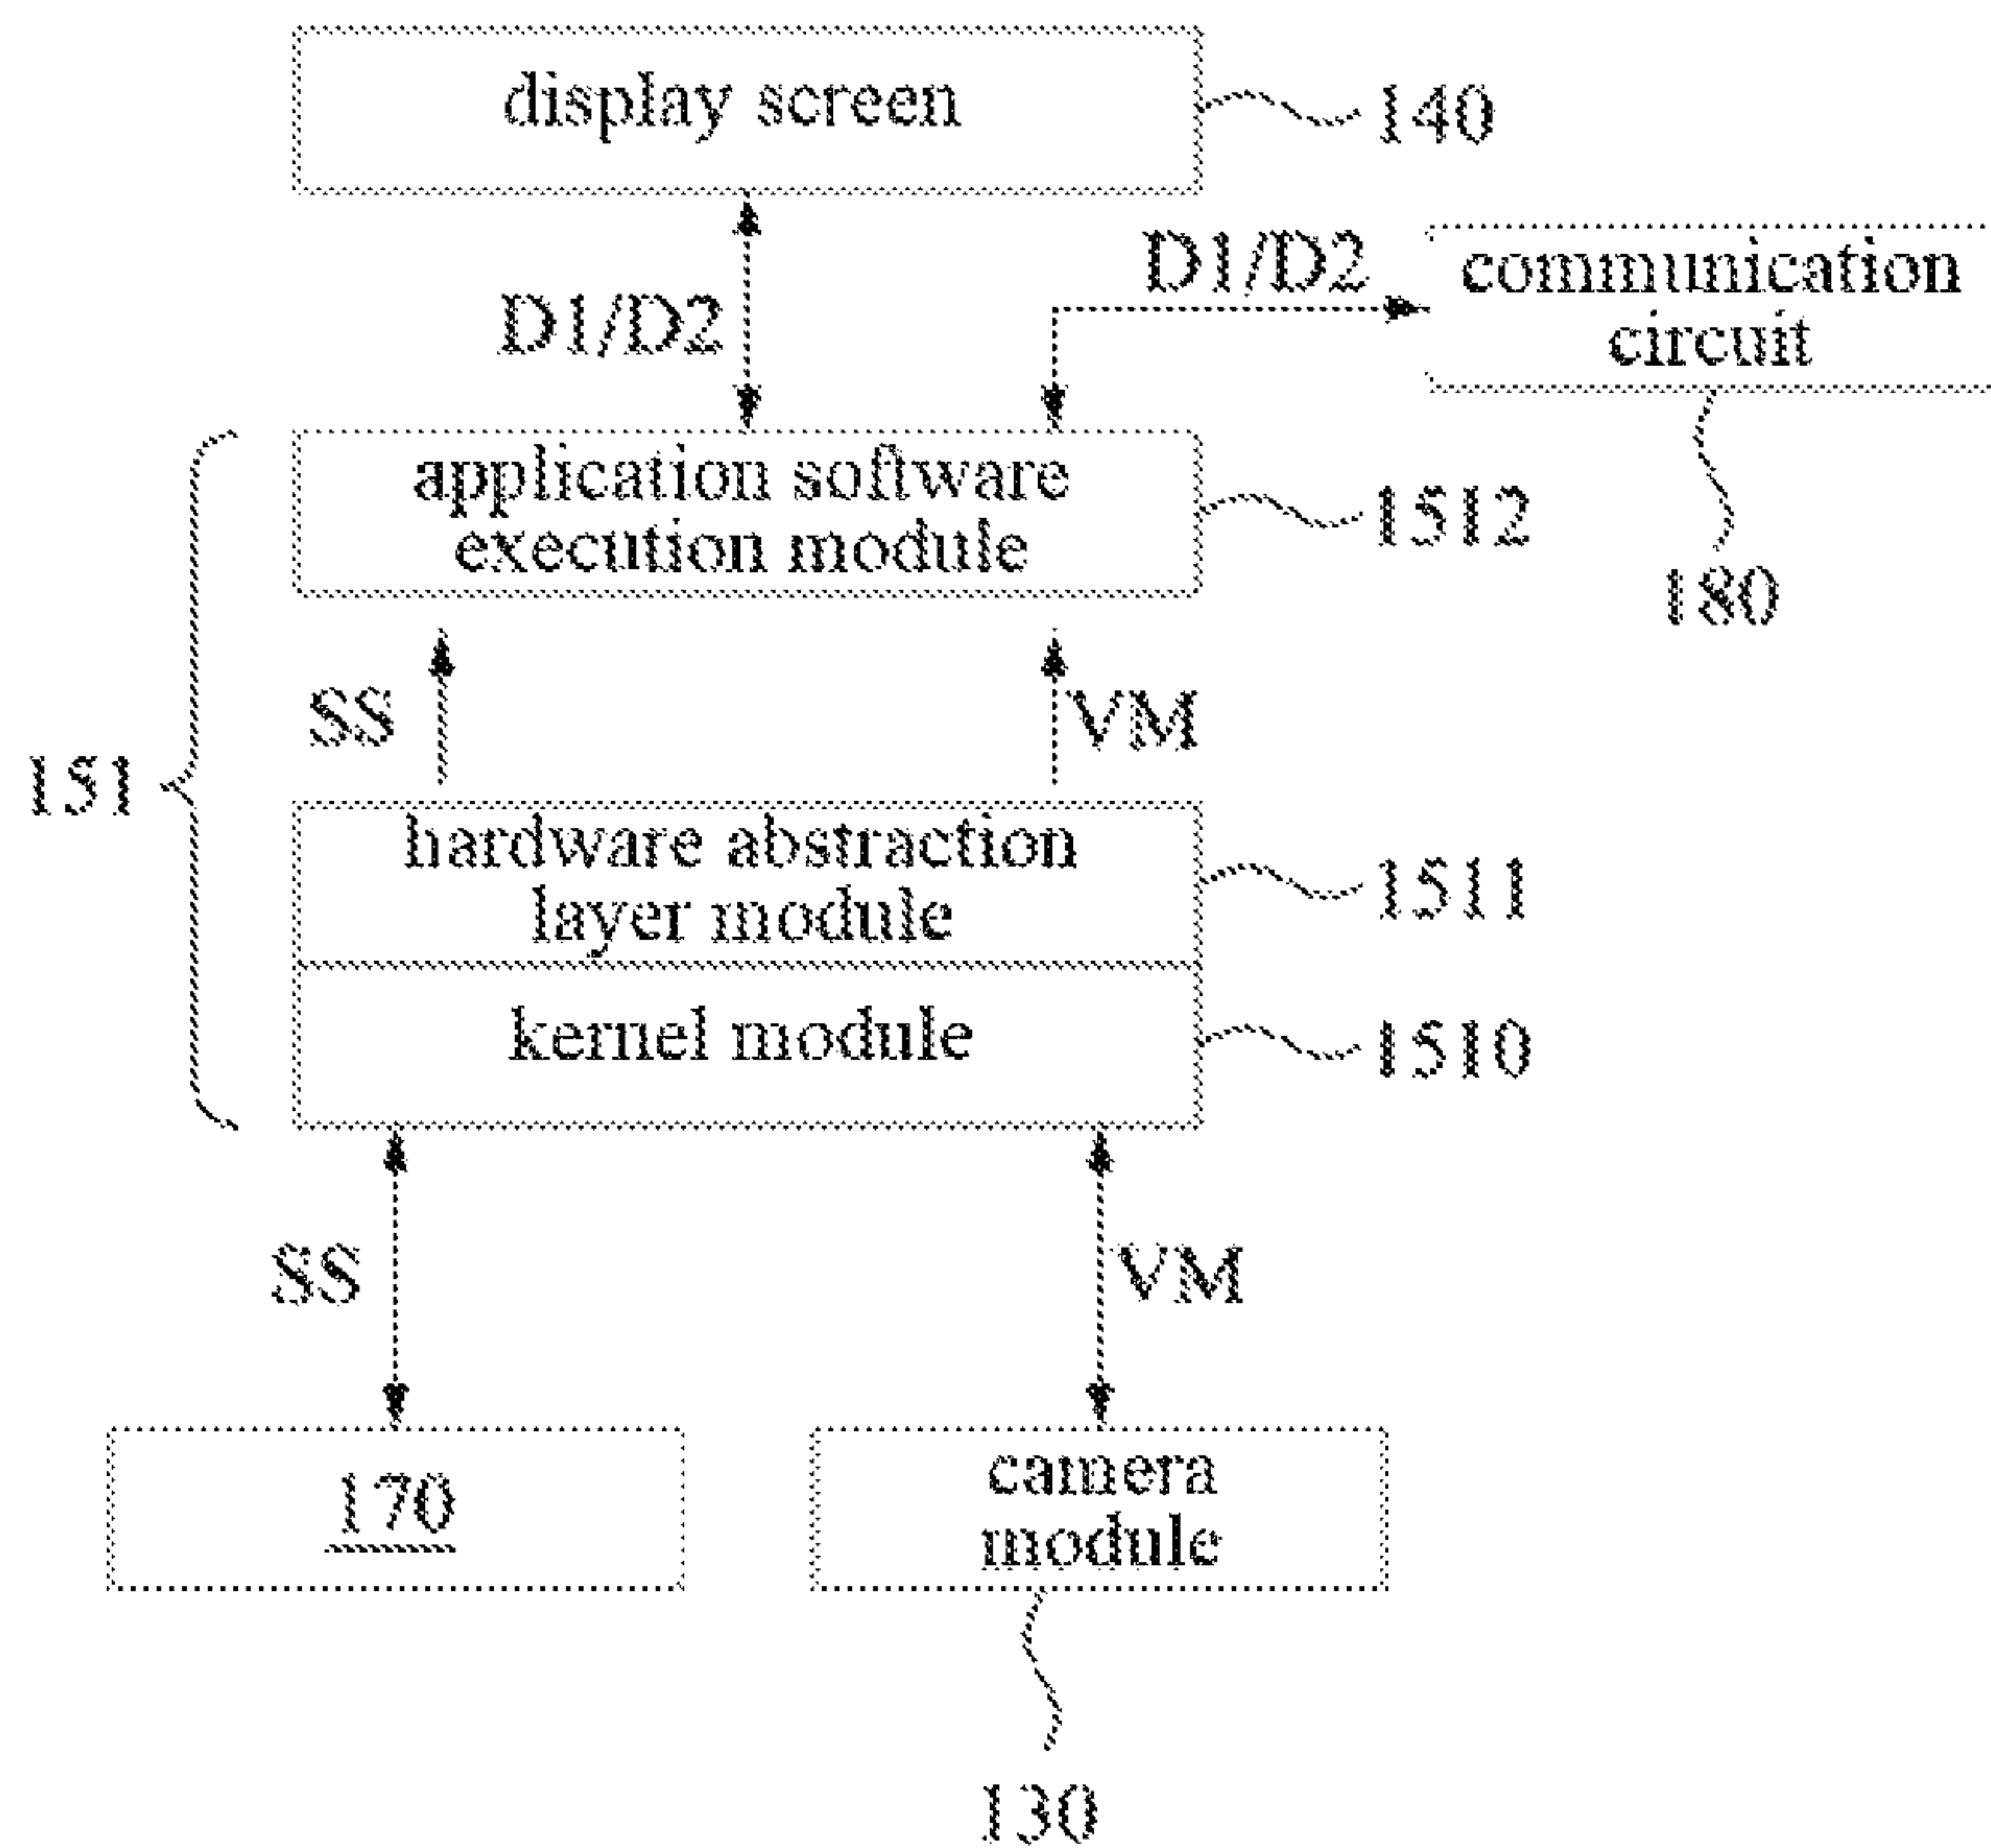 display screen
140
D1/D2
D1/D2
communication
circuit
180
application software
execution module
1512
SS
VM
151
hardware abstraction
layer module
1511
kernel module
1510
SS
VM
170
camera
module
130